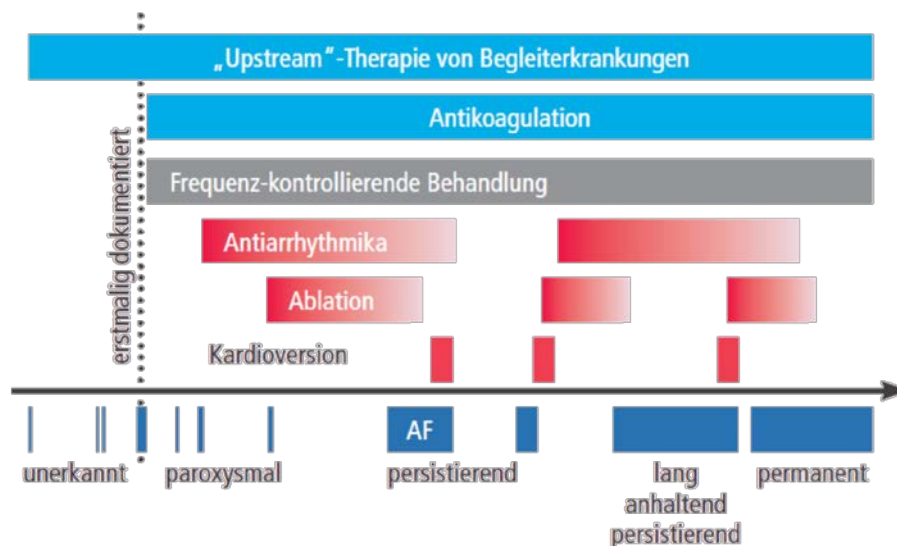 „Upstream“-Therapie von Begleiterkrankungen
Antikoagulation
Frequenz-kontrollierende Behandlung
erstmalig dokumentiert
Antiarrhythmika
Ablation
Kardioversion
AF
unerkannt
paroxysmal
persistierend
lang
anhaltend
persistierend
permanent